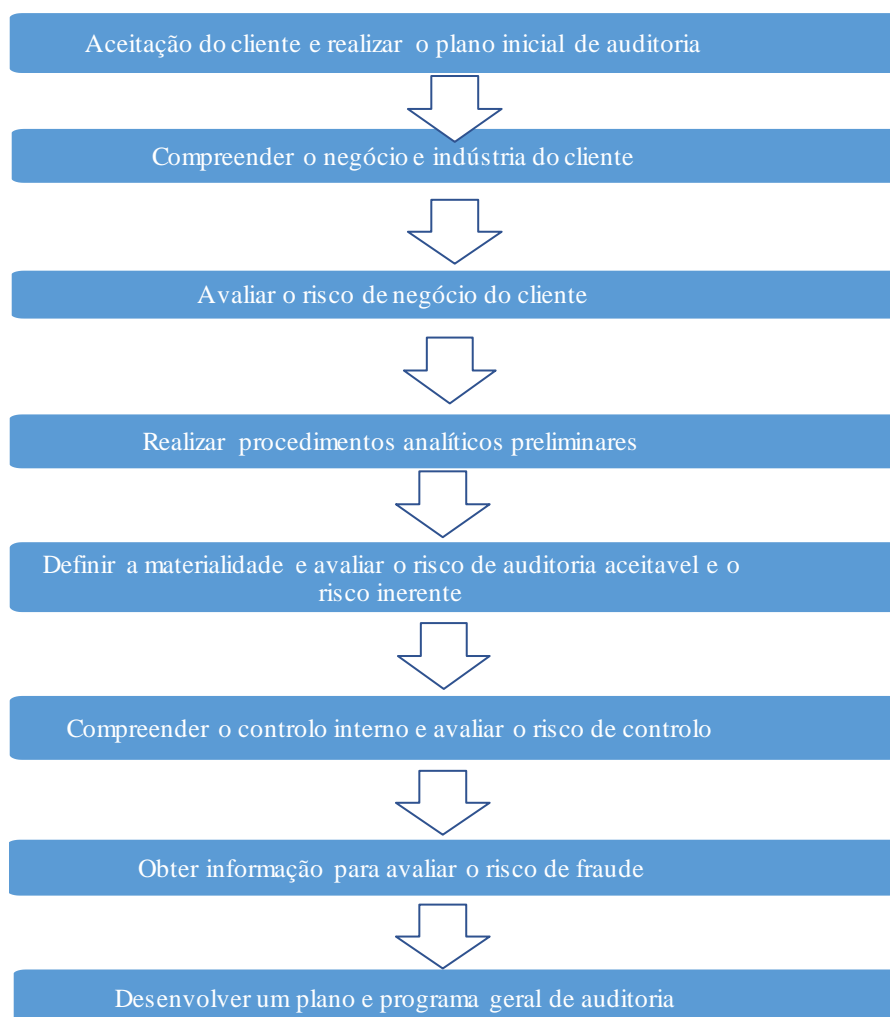 Aceitação do cliente e realizar o plano inicial de auditoria
Compreender o negócio e indústria do cliente
Avaliar o risco de negócio do cliente
Realizar procedimentos analíticos preliminares
Definir a materialidade e avaliar o risco de auditoria aceitavel e o
risco inerente
Compreender o controlo interno e avaliar o risco de controlo
Obter informação para avaliar o risco de fraude
Desenvolver um plano e programa geral de auditoria